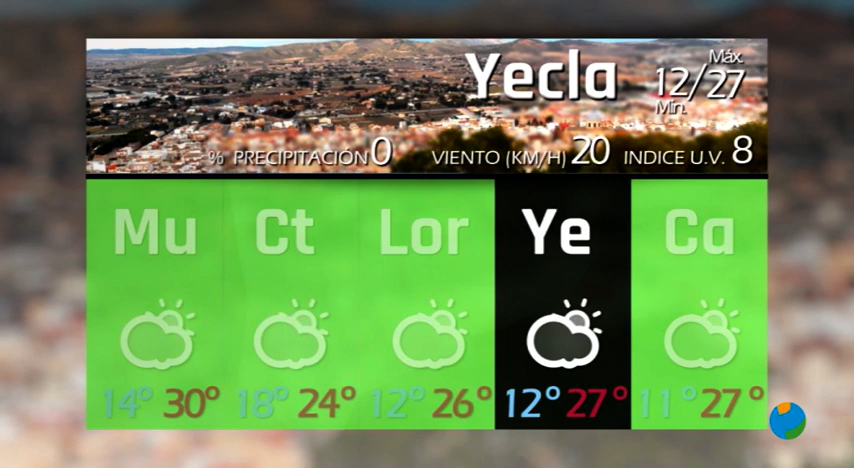 Yecla
Máx.
12/27
Mín.
% PRECIPITACIÓN 0 VIENTO (KM/H) 20 INDICE U.V. 8
Mu Ct Lor Ye Ca
14° 30° 18° 24° 12° 26° 12° 27° 11° 27°